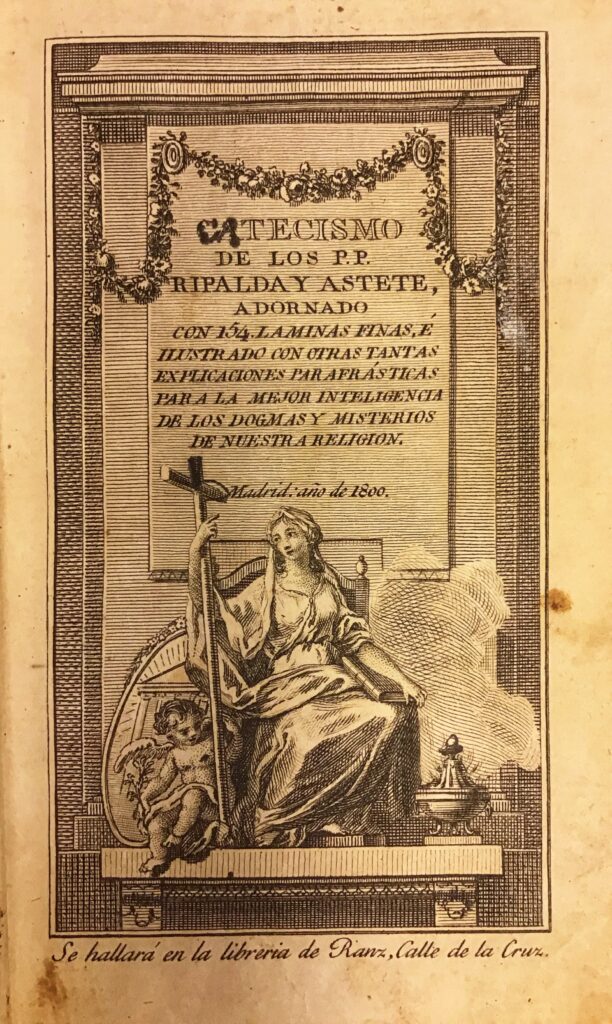 CATECISMO
DE LOS P.P.
RIPALDA Y ASTETE,
ADORNADO
CON 154. LAMINAS FINAS, É
ILUSTRADO CON OTRAS TANTAS
EXPLICACIONES PARAFRÁSTICAS
PARA LA MEJOR INTELIGENCIA
DE LOS DOGMAS Y MISTERIOS
DE NUESTRA RELIGION.
Madrid: año de 1800.
Se hallará en la libreria de Ranz, Calle de la Cruz.